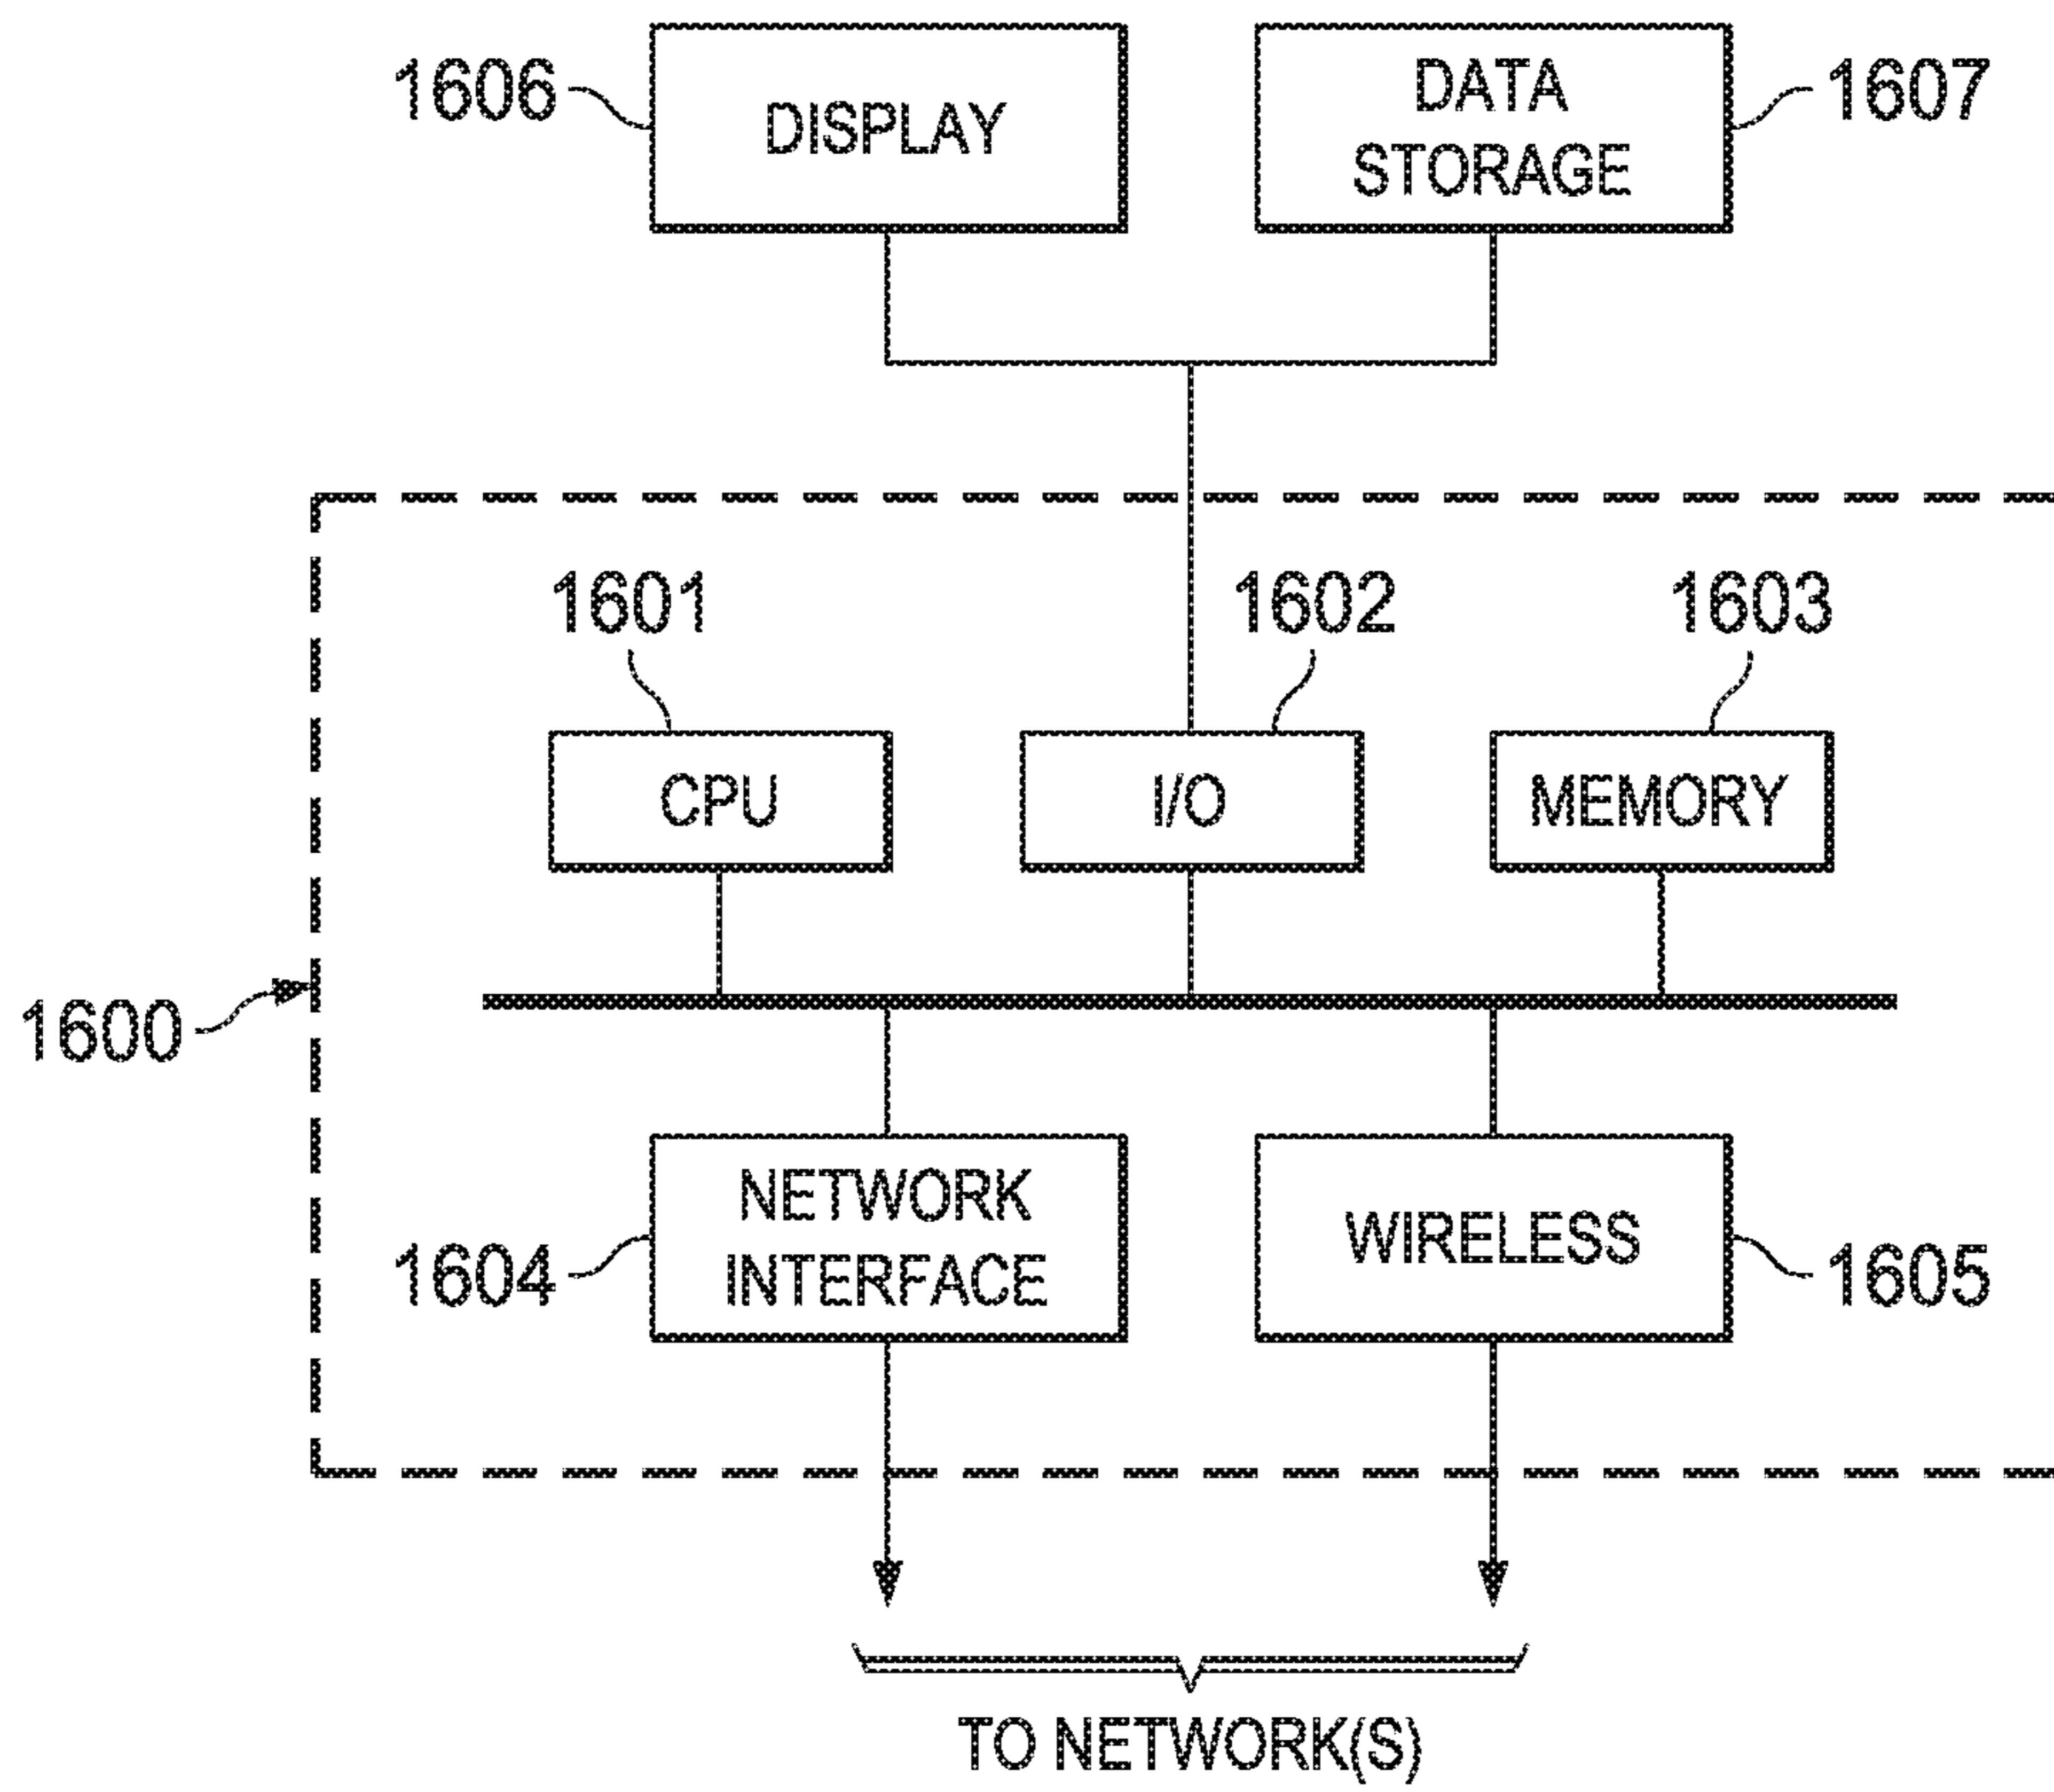 1606
DISPLAY
DATA
STORAGE
1607
1601
1602
1603
CPU
I/O
MEMORY
1600
1604
NETWORK
INTERFACE
WIRELESS
1605
TO NETWORK(S)